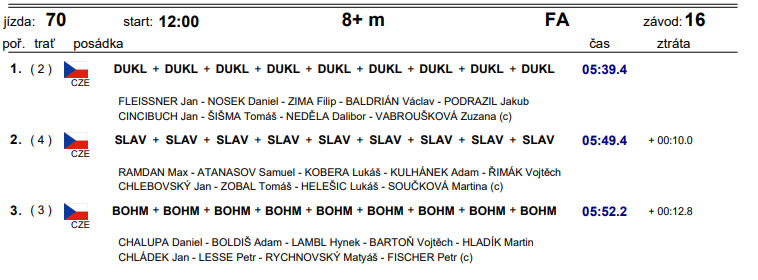 jízda: 70 start: 12:00 8+ m FA závod: 16
poř. trať posádka čas ztráta
1. ( 2 ) DUKL + DUKL + DUKL + DUKL + DUKL + DUKL + DUKL + DUKL + DUKL 05:39.4
CZE
FLEISSNER Jan - NOSEK Daniel - ZIMA Filip - BALDRIÁN Václav - PODRAZIL Jakub
CINCIBUCH Jan - ŠIŠMA Tomáš - NEDĚLA Dalibor - VABROUŠKOVÁ Zuzana (c)
2. ( 4 ) SLAV + SLAV + SLAV + SLAV + SLAV + SLAV + SLAV + SLAV + SLAV 05:49.4 + 00:10.0
CZE
RAMDAN Max - ATANASOV Samuel - KOBERA Lukáš - KULHÁNEK Adam - ŘIMÁK Vojtěch
CHLEBOVSKÝ Jan - ZOBAL Tomáš - HELEŠIC Lukáš - SOUČKOVÁ Martina (c)
3. ( 3 ) BOHM + BOHM + BOHM + BOHM + BOHM + BOHM + BOHM + BOHM + BOHM 05:52.2 + 00:12.8
CZE
CHALUPA Daniel - BOLDIŠ Adam - LAMBL Hynek - BARTOŇ Vojtěch - HLADÍK Martin
CHLÁDEK Jan - LESSE Petr - RYCHNOVSKÝ Matyáš - FISCHER Petr (c)